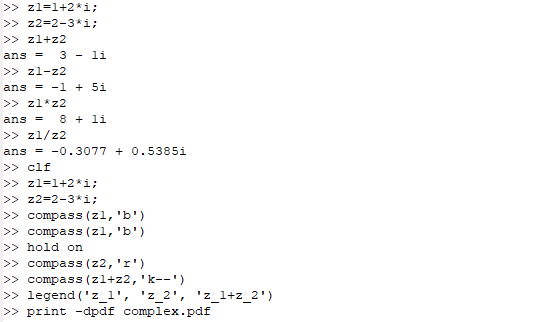 >> z1=1+2*i;
>> z2=2-3*i;
>> z1+z2
ans =  3 - 1i
>> z1-z2
ans = -1 + 5i
>> z1*z2
ans =  8 + 1i
>> z1/z2
ans = -0.3077 + 0.5385i
>> clf
>> z1=1+2*i;
>> z2=2-3*i;
>> compass(z1,'b')
>> compass(z1,'b')
>> hold on
>> compass(z2,'r')
>> compass(z1+z2,'k--')
>> legend('z_1', 'z_2', 'z_1+z_2')
>> print -dpdf complex.pdf